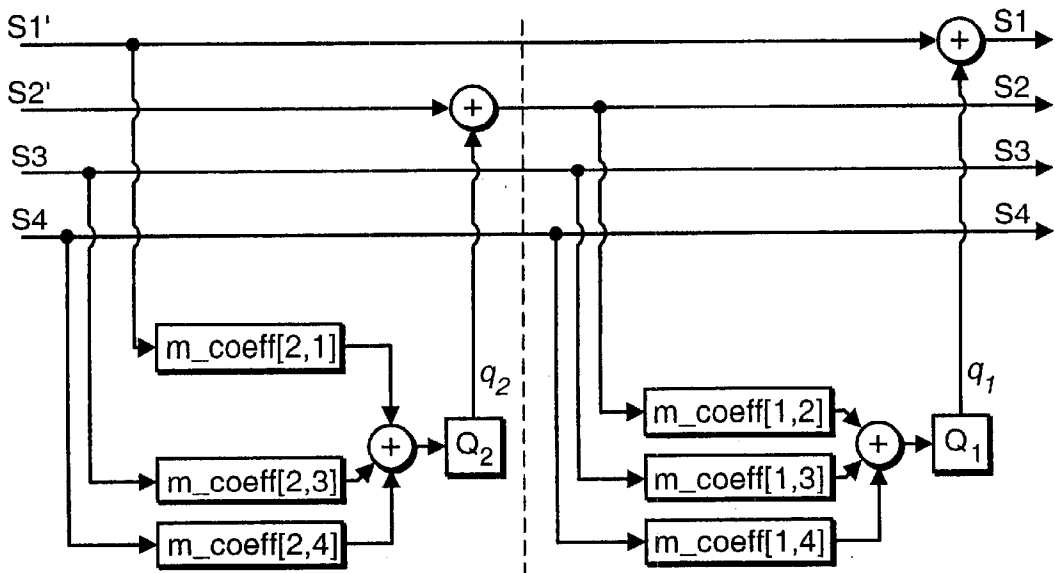 S1' S1
+
S2' S2
+
S3 S3
S4 S4
m_coeff[2,1]
q2 q1
m_coeff[1,2]
+ Q2 + Q1
m_coeff[2,3] m_coeff[1,3]
m_coeff[2,4] m_coeff[1,4]